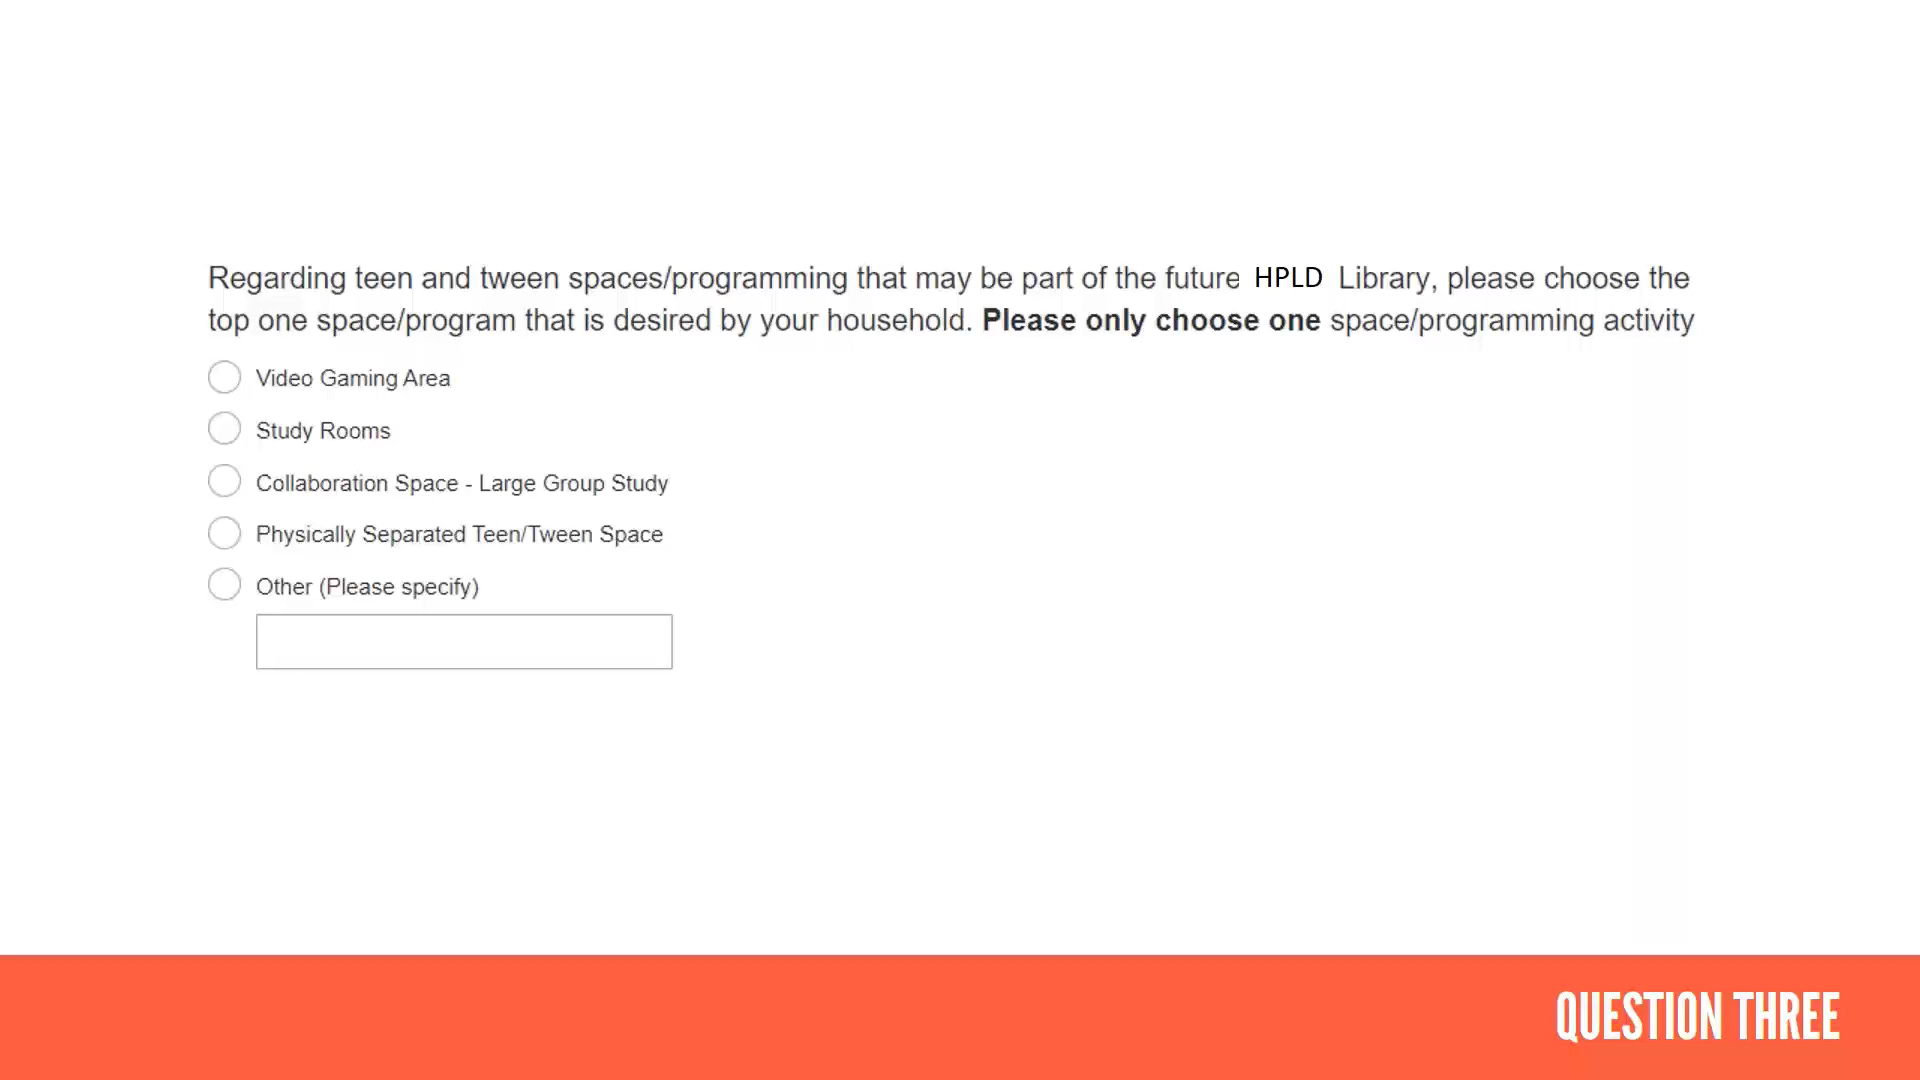 Regarding teen and tween spaces/programming that may be part of the future HPLD Library, please choose the
top one space/program that is desired by your household. Please only choose one space/programming activity
Video Gaming Area
Study Rooms
Collaboration Space - Large Group Study
Physically Separated Teen/Tween Space
Other (Please specify)
QUESTION THREE